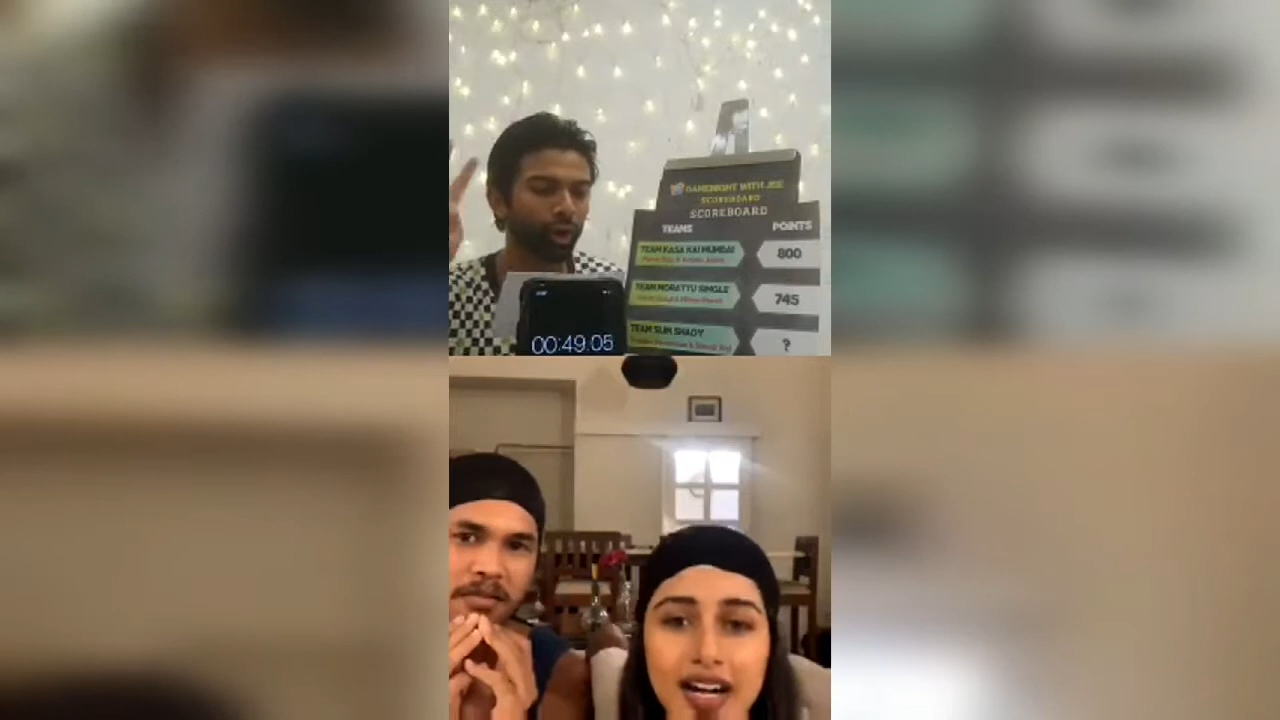 GAMENIGHT WITH JEE
SCOREBOARD
SCOREBOARD
TEAMS POINTS
TEAM KASA KAI MUMBAI 800
TEAM MORATTU SINGLE 745
TEAM SLIM SHADY ?
00:49.05